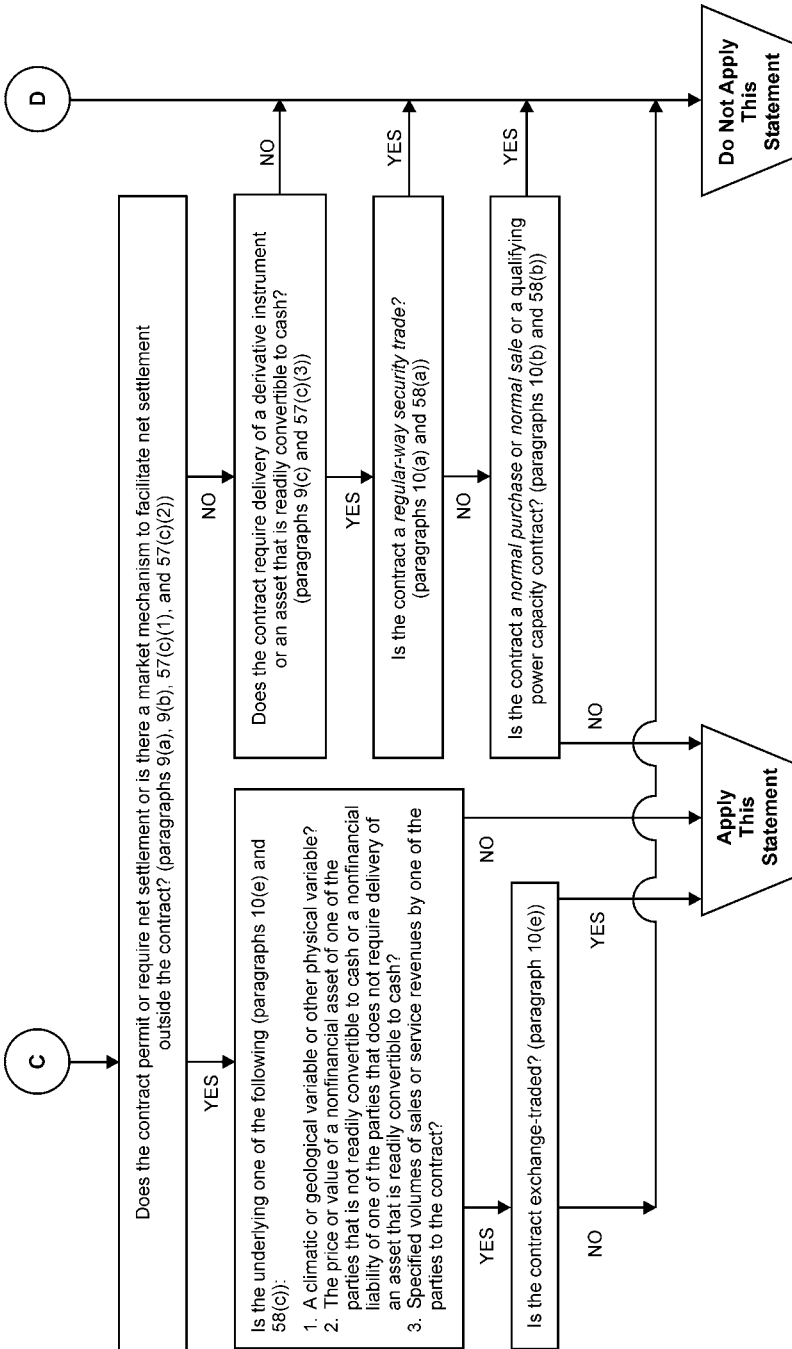 C
D
Does the contract permit or require net settlement or is there a market mechanism to facilitate net settlement
outside the contract? (paragraphs 9(a), 9(b), 57(c)(1), and 57(c)(2))
YES
NO
Is the underlying one of the following (paragraphs 10(e) and
58(c)):
1. A climatic or geological variable or other physical variable?
2. The price or value of a nonfinancial asset of one of the
parties that is not readily convertible to cash or a nonfinancial
liability of one of the parties that does not require delivery of
an asset that is readily convertible to cash?
3. Specified volumes of sales or service revenues by one of the
parties to the contract?
YES
NO
Is the contract exchange-traded? (paragraph 10(e))
NO
YES
Does the contract require delivery of a derivative instrument
or an asset that is readily convertible to cash?
(paragraphs 9(c) and 57(c)(3))
NO
YES
Is the contract a regular-way security trade?
(paragraphs 10(a) and 58(a))
YES
NO
Is the contract a normal purchase or normal sale or a qualifying
power capacity contract? (paragraphs 10(b) and 58(b))
YES
NO
Apply
This
Statement
Do Not Apply
This
Statement